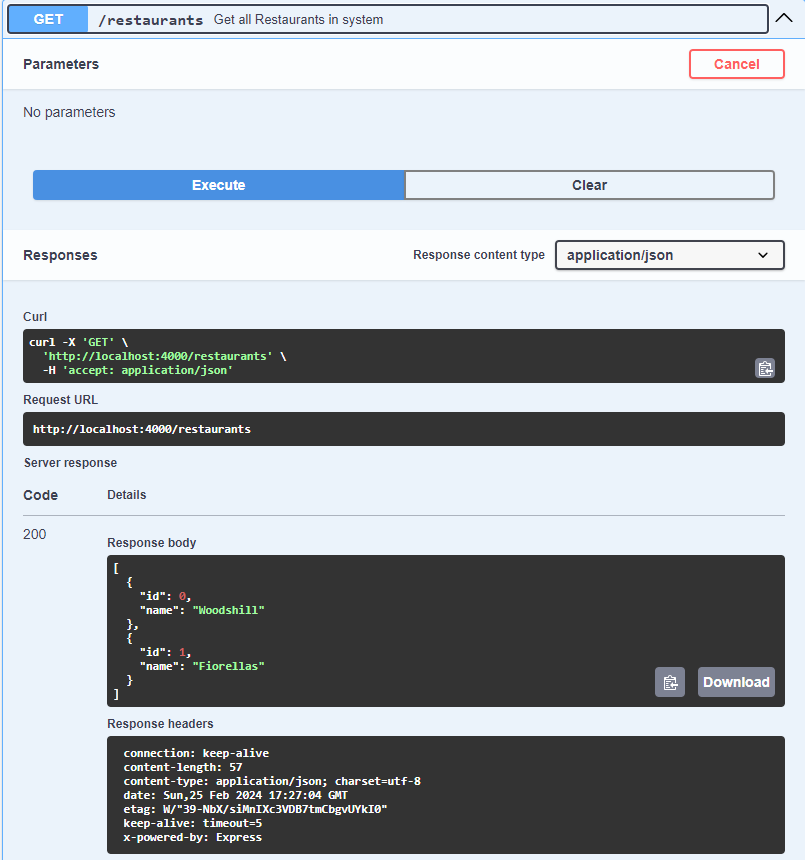 GET /restaurants Get all Restaurants in system
Parameters Cancel
No parameters
Execute Clear
Responses Response content type application/json
Curl
curl -X 'GET' \
'http://localhost:4000/restaurants' \
-H 'accept: application/json'
Request URL
http://localhost:4000/restaurants
Server response
Code Details
200
Response body
[
{
"id": 0,
"name": "Woodshill"
},
{
"id": 1,
"name": "Fiorellas"
}
]
Download
Response headers
connection: keep-alive
content-length: 57
content-type: application/json; charset=utf-8
date: Sun,25 Feb 2024 17:27:04 GMT
etag: W/"39-NbX/siMnIXc3VDB7tmCbgvUYkI0"
keep-alive: timeout=5
x-powered-by: Express